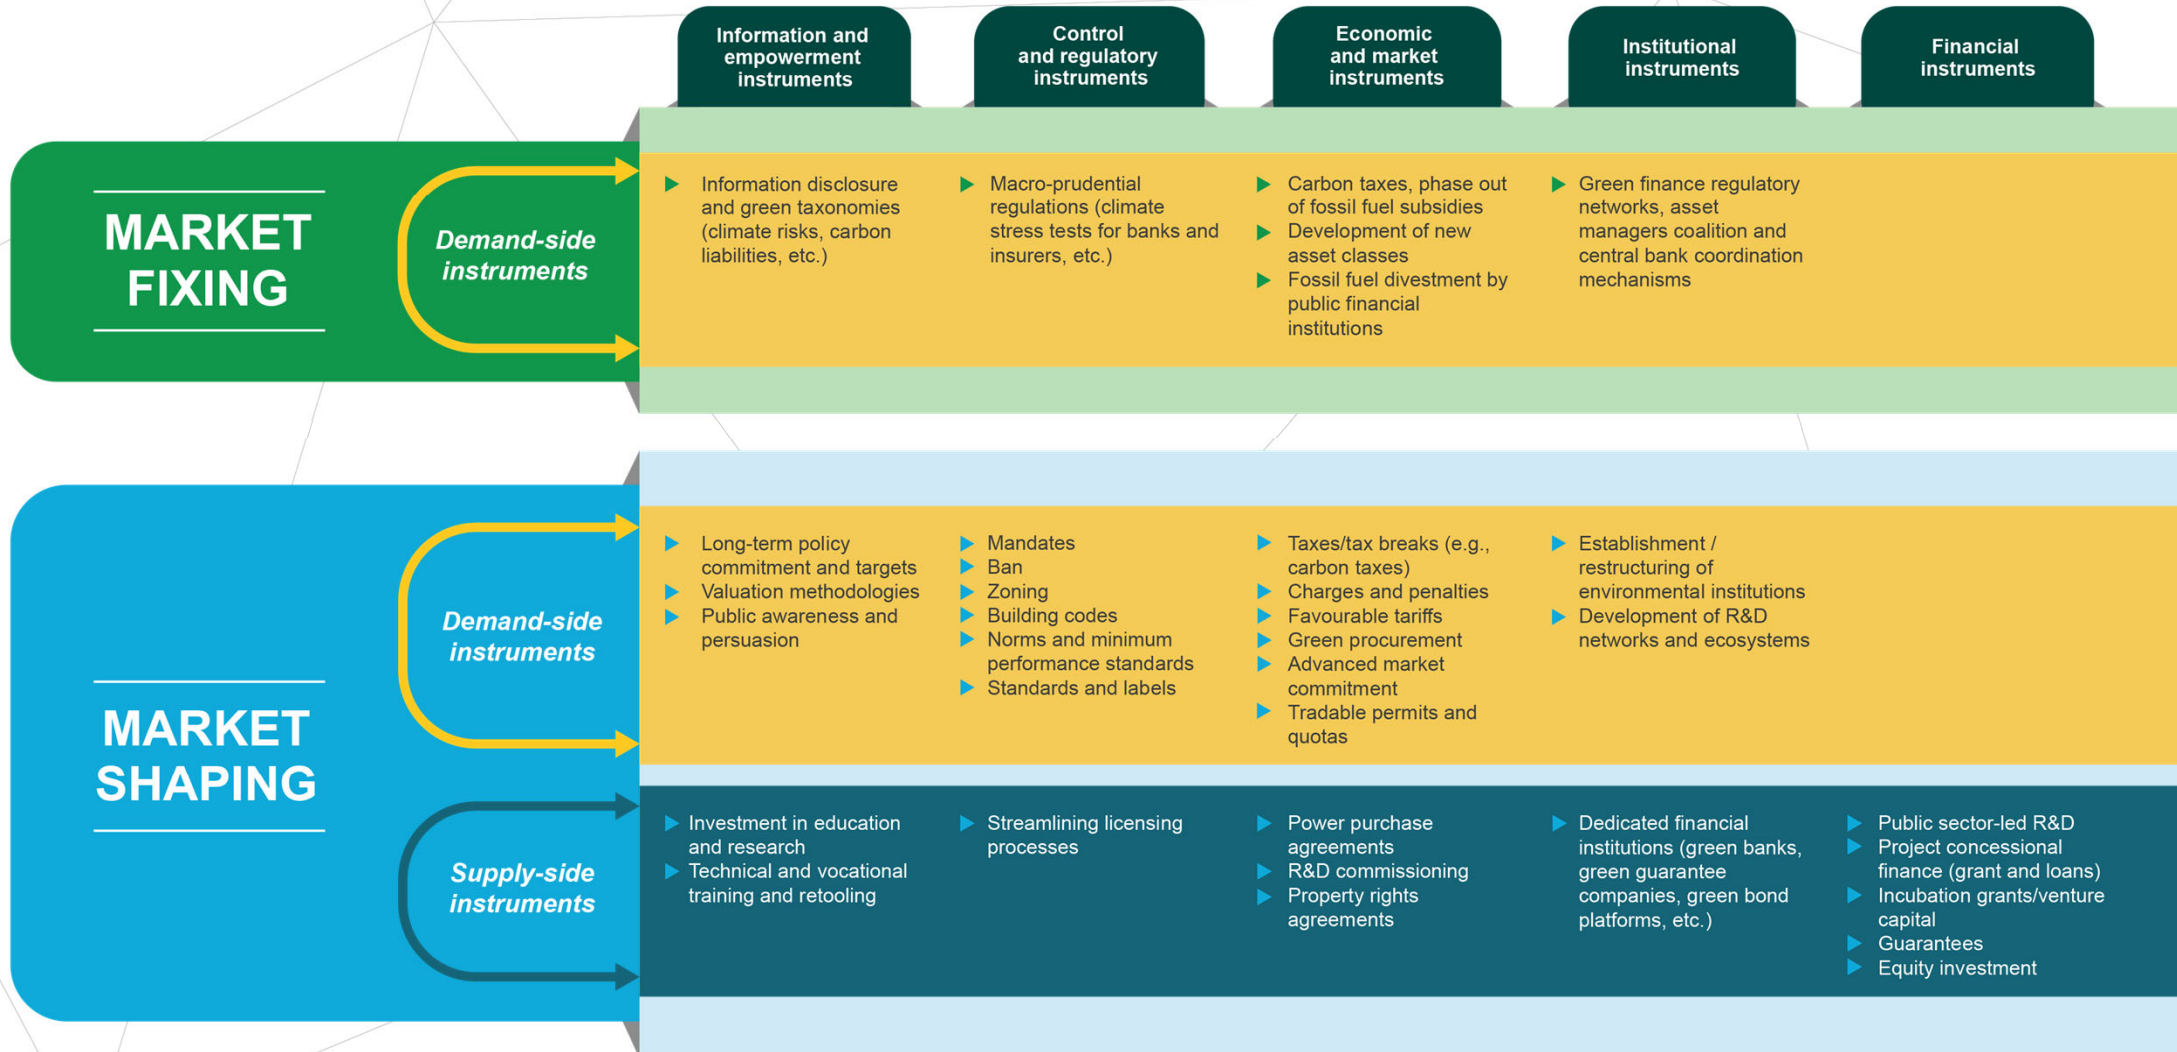 Information and
empowerment
instruments
Control
and regulatory
instruments
Economic
and market
instruments
Institutional
instruments
Financial
instruments
MARKET
FIXING
Demand-side
instruments
Information disclosure
and green taxonomies
(climate risks, carbon
liabilities, etc.)
Macro-prudential
regulations (climate
stress tests for banks and
insurers, etc.)
Carbon taxes, phase out
of fossil fuel subsidies
Development of new
asset classes
Fossil fuel divestment by
public financial
institutions
Green finance regulatory
networks, asset
managers coalition and
central bank coordination
mechanisms
MARKET
SHAPING
Demand-side
instruments
Long-term policy
commitment and targets
Valuation methodologies
Public awareness and
persuasion
Mandates
Ban
Zoning
Building codes
Norms and minimum
performance standards
Standards and labels
Taxes/tax breaks (e.g.,
carbon taxes)
Charges and penalties
Favourable tariffs
Green procurement
Advanced market
commitment
Tradable permits and
quotas
Establishment /
restructuring of
environmental institutions
Development of R&D
networks and ecosystems
Supply-side
instruments
Investment in education
and research
Technical and vocational
training and retooling
Streamlining licensing
processes
Power purchase
agreements
R&D commissioning
Property rights
agreements
Dedicated financial
institutions (green banks,
green guarantee
companies, green bond
platforms, etc.)
Public sector-led R&D
Project concessional
finance (grant and loans)
Incubation grants/venture
capital
Guarantees
Equity investment